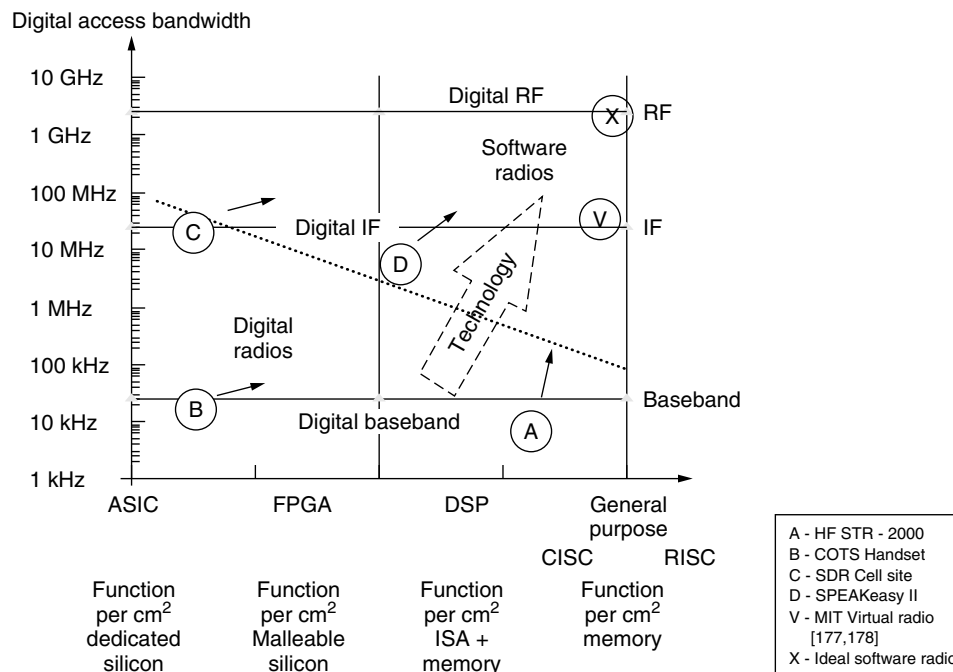 Digital access bandwidth
10 GHz
1 GHz
100 MHz
10 MHz
1 MHz
100 kHz
10 kHz
1 kHz
Digital RF
X
RF
Software
radios
C
Digital IF
D
V
IF
Technology
Digital
radios
B
Digital baseband
A
Baseband
ASIC
FPGA
DSP
General
purpose
CISC
RISC
Function
per cm²
dedicated
silicon
Function
per cm²
Malleable
silicon
Function
per cm²
ISA +
memory
Function
per cm²
memory
A - HF STR - 2000
B - COTS Handset
C - SDR Cell site
D - SPEAKeasy II
V - MIT Virtual radio
[177,178]
X - Ideal software radio